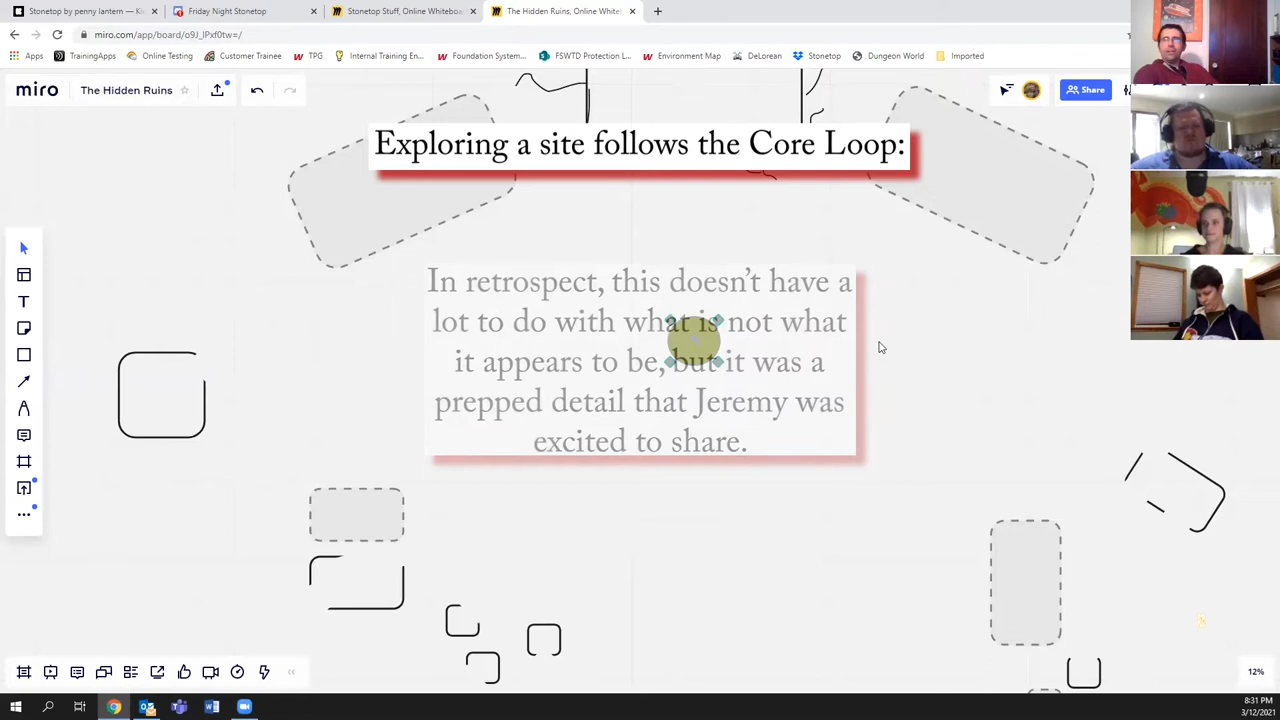 Stonetop by penny lantern — Ki
Friday Night Stonetop
Stonetop Stuff, Online Whitebo
The Hidden Ruins, Online White
miro.com/app/board/o9J_lPxf0tw=/
Apps
TrainingApps
Online Testing
Customer Trainee
TPG
Internal Training En...
Foundation System...
FSWTD Protection L...
Environment Map
DeLorean
Stonetop
Dungeon World
Imported
miro
The Hidden Ruins
Share
Exploring a site follows the Core Loop:
In retrospect, this doesn't have a
lot to do with what is not what
it appears to be, but it was a
prepped detail that Jeremy was
excited to share.
12%
8:31 PM
3/12/2021